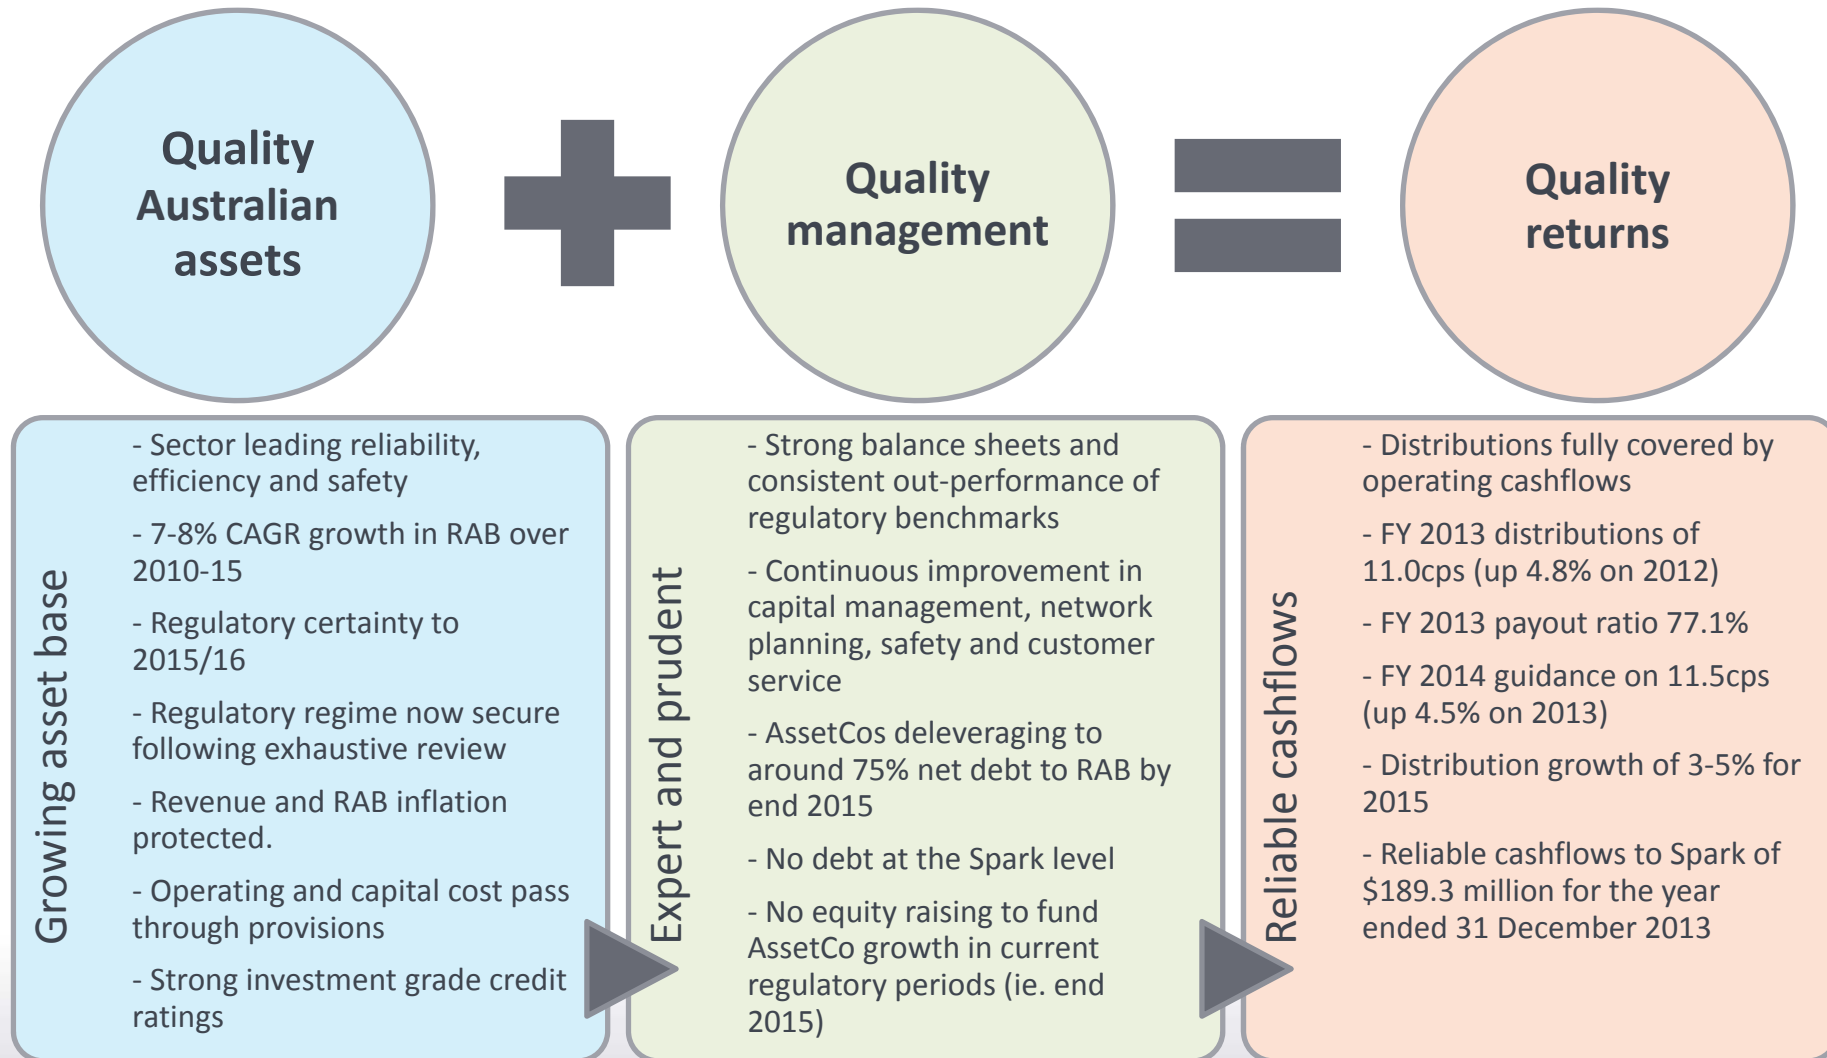 Quality
Australian
assets
Quality
management
Quality
returns
Growing asset base
- Sector leading reliability,
efficiency and safety
- 7-8% CAGR growth in RAB over
2010-15
- Regulatory certainty to
2015/16
- Regulatory regime now secure
following exhaustive review
- Revenue and RAB inflation
protected.
- Operating and capital cost pass
through provisions
- Strong investment grade credit
ratings
Expert and prudent
- Strong balance sheets and
consistent out-performance of
regulatory benchmarks
- Continuous improvement in
capital management, network
planning, safety and customer
service
- AssetCos deleveraging to
around 75% net debt to RAB by
end 2015
- No debt at the Spark level
- No equity raising to fund
AssetCo growth in current
regulatory periods (ie. end
2015)
Reliable cashflows
- Distributions fully covered by
operating cashflows
- FY 2013 distributions of
11.0cps (up 4.8% on 2012)
- FY 2013 payout ratio 77.1%
- FY 2014 guidance on 11.5cps
(up 4.5% on 2013)
- Distribution growth of 3-5% for
2015
- Reliable cashflows to Spark of
$189.3 million for the year
ended 31 December 2013